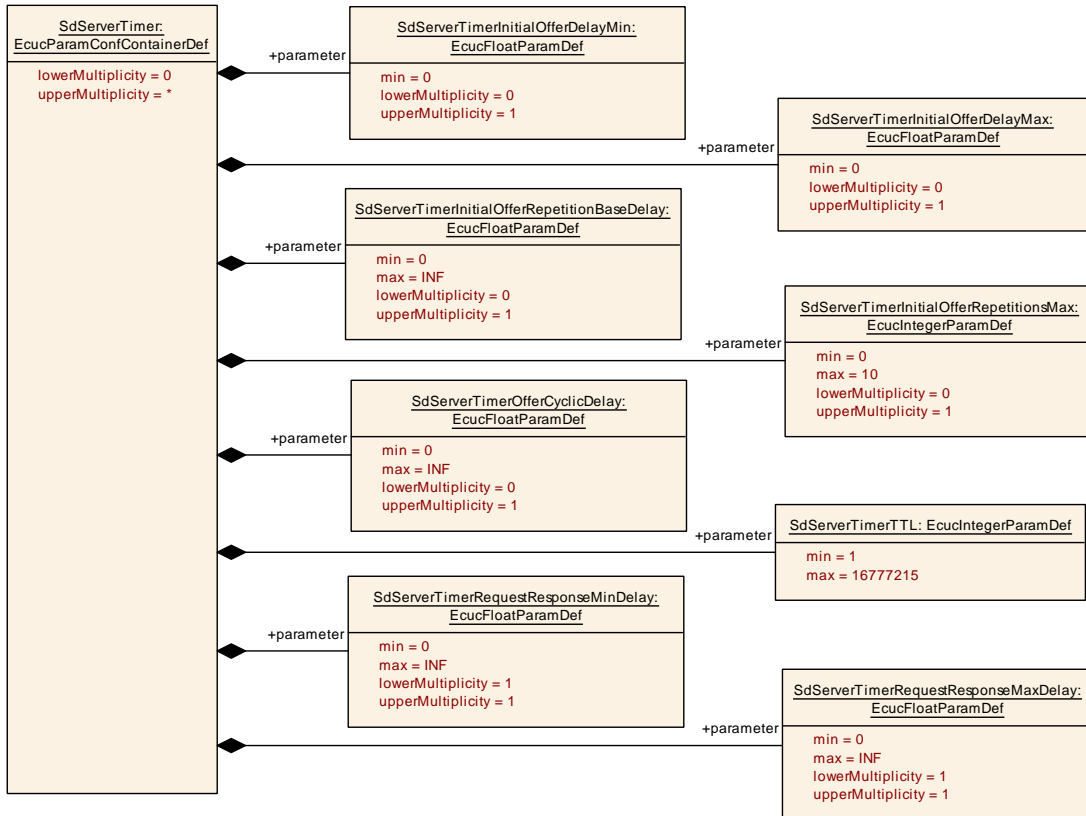 SdServerTimer:
EcucParamConfContainerDef
lowerMultiplicity = 0
upperMultiplicity = *
+parameter
SdServerTimerInitialOfferDelayMin:
EcucFloatParamDef
min = 0
lowerMultiplicity = 0
upperMultiplicity = 1
+parameter
SdServerTimerInitialOfferDelayMax:
EcucFloatParamDef
min = 0
lowerMultiplicity = 0
upperMultiplicity = 1
+parameter
SdServerTimerInitialOfferRepetitionBaseDelay:
EcucFloatParamDef
min = 0
max = INF
lowerMultiplicity = 0
upperMultiplicity = 1
+parameter
SdServerTimerInitialOfferRepetitionsMax:
EcucIntegerParamDef
min = 0
max = 10
lowerMultiplicity = 0
upperMultiplicity = 1
+parameter
SdServerTimerOfferCyclicDelay:
EcucFloatParamDef
min = 0
max = INF
lowerMultiplicity = 0
upperMultiplicity = 1
+parameter
SdServerTimerTTL: EcucIntegerParamDef
min = 1
max = 16777215
+parameter
SdServerTimerRequestResponseMinDelay:
EcucFloatParamDef
min = 0
max = INF
lowerMultiplicity = 1
upperMultiplicity = 1
+parameter
SdServerTimerRequestResponseMaxDelay:
EcucFloatParamDef
min = 0
max = INF
lowerMultiplicity = 1
upperMultiplicity = 1